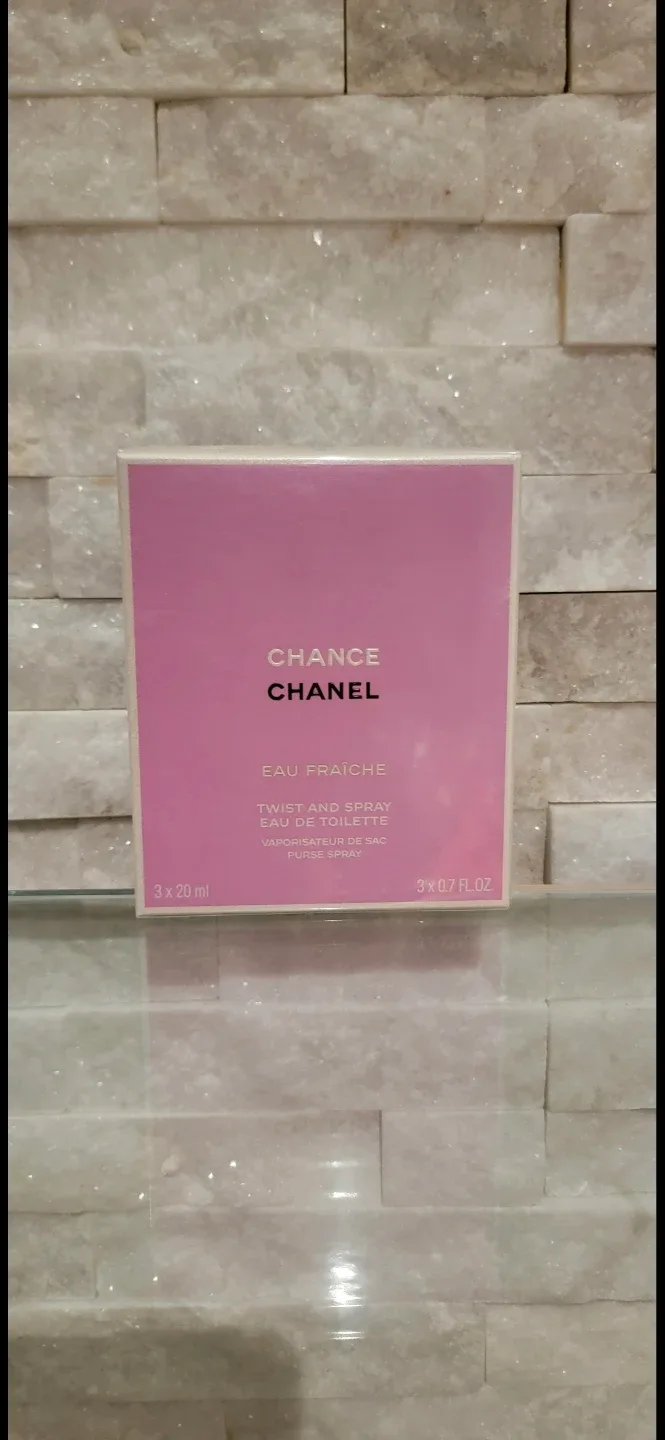 CHANCE
CHANEL
EAU FRAÎCHE
TWIST AND SPRAY
EAU DE TOILETTE
VAPORISATEUR DE SAC
PURSE SPRAY
3 x 20 ml
3 x 0.7 FL.OZ.